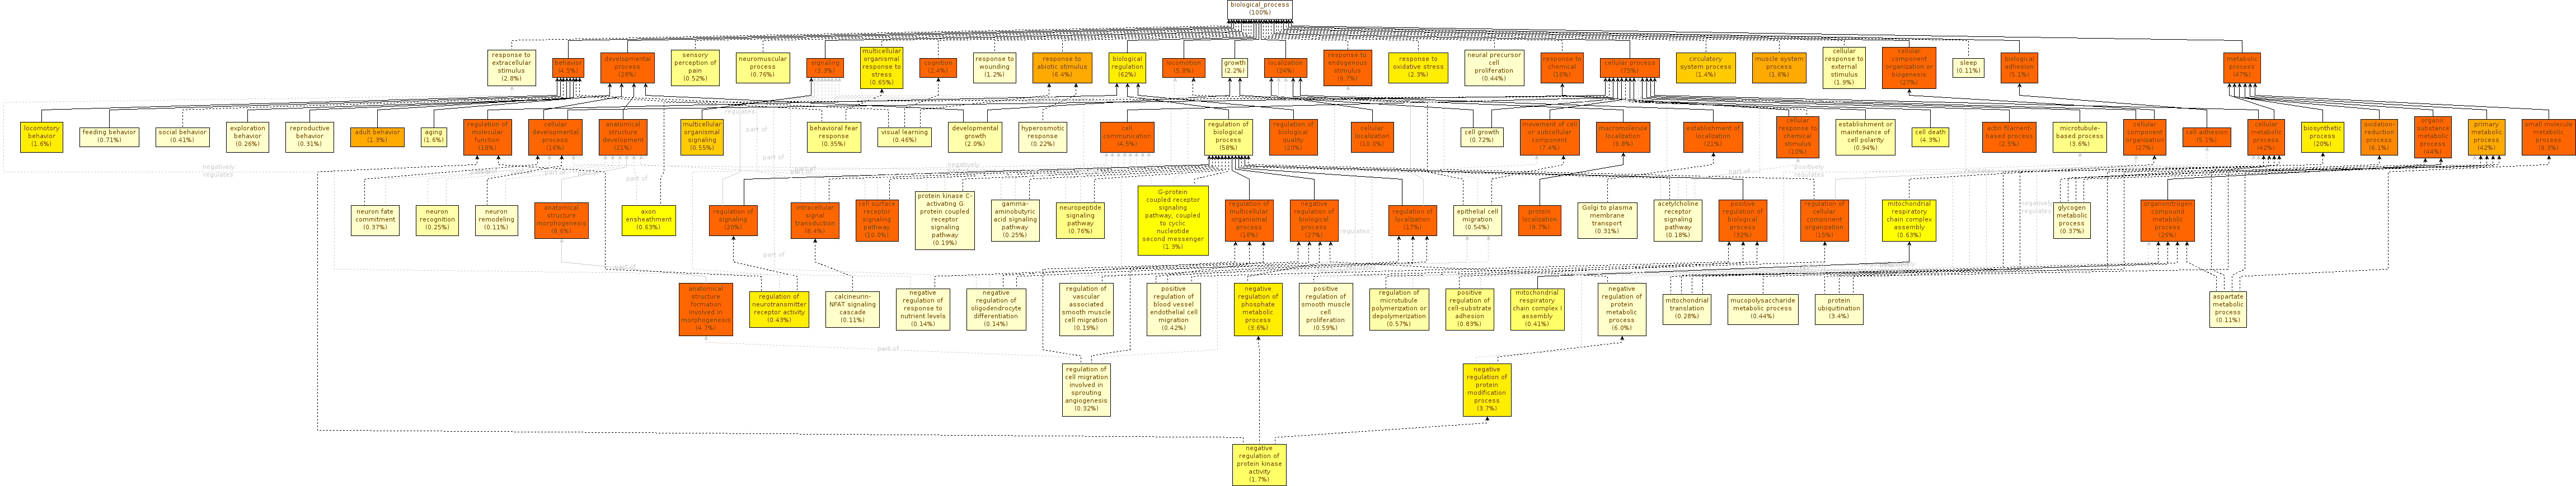 biological_process
(100%)
response to
extracellular
stimulus
(2.8%)
behavior
(4.5%)
developmental
process
(28%)
sensory
perception of
pain
(0.52%)
neuromuscular
process
(0.76%)
signaling
(3.9%)
multicellular
organismal
response to
stress
(0.65%)
cognition
(2.4%)
response to
wounding
(1.2%)
response to
abiotic stimulus
(6.4%)
biological
regulation
(62%)
locomotion
(5.8%)
growth
(2.2%)
localization
(24%)
response to
endogenous
stimulus
(6.7%)
response to
oxidative stress
(2.3%)
neural precursor
cell
proliferation
(0.44%)
response to
chemical
(16%)
cellular process
(75%)
circulatory
system process
(1.4%)
muscle system
process
(1.6%)
cellular
response to
external
stimulus
(1.9%)
cellular
component
organization or
biogenesis
(27%)
sleep
(0.11%)
biological
adhesion
(5.1%)
metabolic
process
(47%)
regulates
part of
locomotory
behavior
(1.6%)
feeding behavior
(0.71%)
social behavior
(0.41%)
exploration
behavior
(0.26%)
reproductive
behavior
(0.31%)
adult behavior
(1.3%)
aging
(1.6%)
regulation of
molecular
function
(18%)
cellular
developmental
process
(16%)
anatomical
structure
development
(21%)
multicellular
organismal
signaling
(0.55%)
behavioral fear
response
(0.35%)
visual learning
(0.46%)
developmental
growth
(2.0%)
hyperosmotic
response
(0.22%)
cell
communication
(4.5%)
regulation of
biological
process
(58%)
regulation of
biological
quality
(20%)
cellular
localization
(10.0%)
cell growth
(0.72%)
movement of cell
or subcellular
component
(7.4%)
macromolecule
localization
(9.8%)
establishment of
localization
(21%)
cellular
response to
chemical
stimulus
(10%)
establishment or
maintenance of
cell polarity
(0.94%)
cell death
(4.3%)
actin filament-
based process
(2.5%)
microtubule-
based process
(3.6%)
cellular
component
organization
(27%)
cell adhesion
(5.1%)
cellular
metabolic
process
(42%)
biosynthetic
process
(20%)
oxidation-
reduction
process
(6.1%)
organic
substance
metabolic
process
(44%)
primary
metabolic
process
(42%)
small molecule
metabolic
process
(9.3%)
negatively
regulates
part of
part of
negatively
positively
regulates
part of
neuron fate
commitment
(0.37%)
neuron
recognition
(0.25%)
neuron
remodeling
(0.11%)
anatomical
structure
morphogenesis
(8.6%)
axon
ensheathment
(0.63%)
regulation of
signaling
(20%)
intracellular
signal
transduction
(8.4%)
cell surface
receptor
signaling
pathway
(10.0%)
protein kinase C-
activating G
protein coupled
receptor
signaling
pathway
(0.19%)
gamma-
aminobutyric
acid signaling
pathway
(0.25%)
neuropeptide
signaling
pathway
(0.76%)
G-protein
coupled receptor
signaling
pathway, coupled
to cyclic
nucleotide
second messenger
(1.3%)
regulation of
multicellular
organismal
process
(18%)
negative
regulation of
biological
process
(27%)
regulates
regulation of
localization
(17%)
epithelial cell
migration
(0.54%)
protein
localization
(9.7%)
Golgi to plasma
membrane
transport
(0.31%)
acetylcholine
receptor
signaling
pathway
(0.18%)
positive
regulation of
biological
process
(32%)
regulation of
cellular
component
organization
(15%)
mitochondrial
respiratory
chain complex
assembly
(0.63%)
negatively
regulates
glycogen
metabolic
process
(0.37%)
organonitrogen
compound
metabolic
process
(26%)
part of
part of
anatomical
structure
formation
involved in
morphogenesis
(4.7%)
regulation of
neurotransmitter
receptor activity
(0.43%)
calcineurin-
NFAT signaling
cascade
(0.11%)
negative
regulation of
response to
nutrient levels
(0.14%)
negative
regulation of
oligodendrocyte
differentiation
(0.14%)
regulation of
vascular
associated
smooth muscle
cell migration
(0.19%)
positive
regulation of
blood vessel
endothelial cell
migration
(0.42%)
negative
regulation of
phosphate
metabolic
process
(3.6%)
positive
regulation of
smooth muscle
cell
proliferation
(0.59%)
regulation of
microtubule
polymerization or
depolymerization
(0.57%)
positive
regulation of
cell-substrate
adhesion
(0.83%)
mitochondrial
respiratory
chain complex I
assembly
(0.41%)
negative
regulation of
protein
metabolic
process
(6.0%)
mitochondrial
translation
(0.28%)
mucopolysaccharide
metabolic process
(0.44%)
protein
ubiquitination
(3.4%)
aspartate
metabolic
process
(0.11%)
part of
regulation of
cell migration
involved in
sprouting
angiogenesis
(0.32%)
negative
regulation of
protein
modification
process
(3.7%)
negative
regulation of
protein kinase
activity
(1.7%)